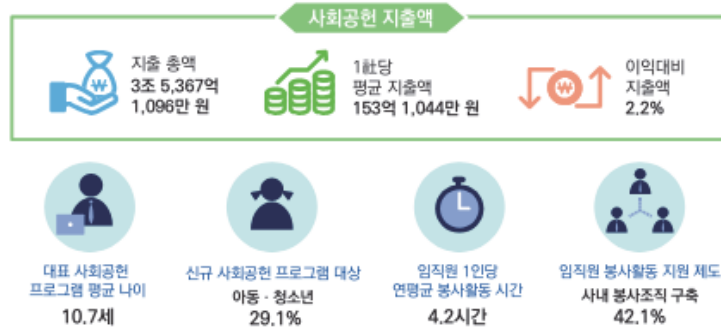 사회공헌 지출액
지출 총액
3조 5,367억
1,096만 원
1社당
평균 지출액
153억 1,044만 원
이익대비
지출액
2.2%
대표 사회공헌
프로그램 평균 나이
10.7세
신규 사회공헌 프로그램 대상
아동·청소년
29.1%
임직원 1인당
연평균 봉사활동 시간
4.2시간
임직원 봉사활동 지원 제도
사내 봉사조직 구축
42.1%